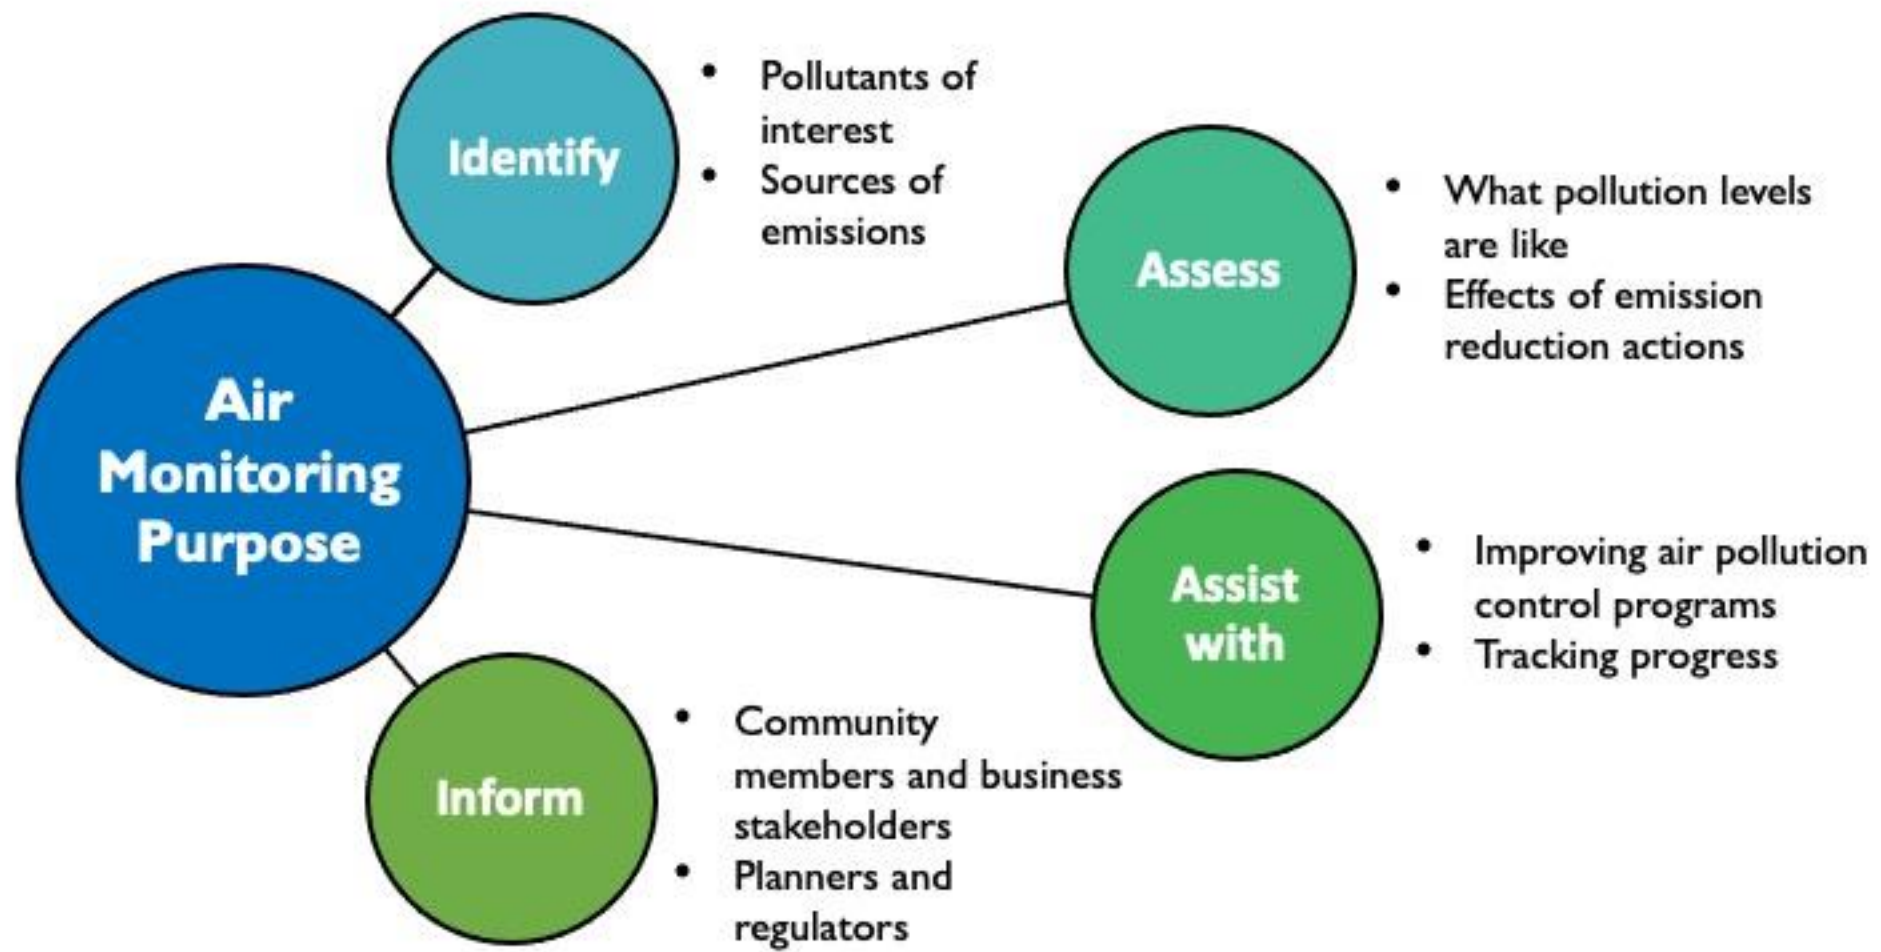 Identify
• Pollutants of
interest
• Sources of
emissions
Assess
• What pollution levels
are like
• Effects of emission
reduction actions
Air
Monitoring
Purpose
Assist
with
• Improving air pollution
control programs
• Tracking progress
Inform
• Community
members and business
stakeholders
• Planners and
regulators